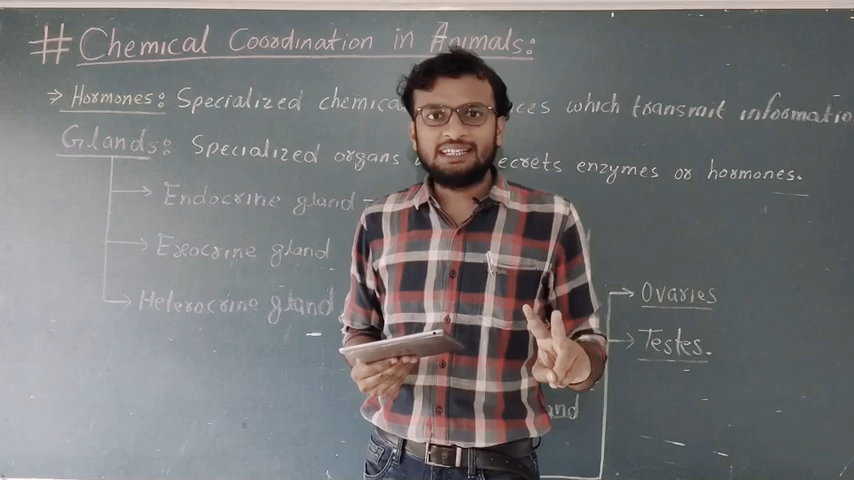 # Chemical Coordination in Animals:
→ Hormones: Specialized chemica ces which transmit informatio
Glands: Specialized organs ecrets enzymes or hormones.
→ Endocrine gland -
→ Exocrine gland
→ Heterocrine gland
→ Ovaries
→ Testes.
and